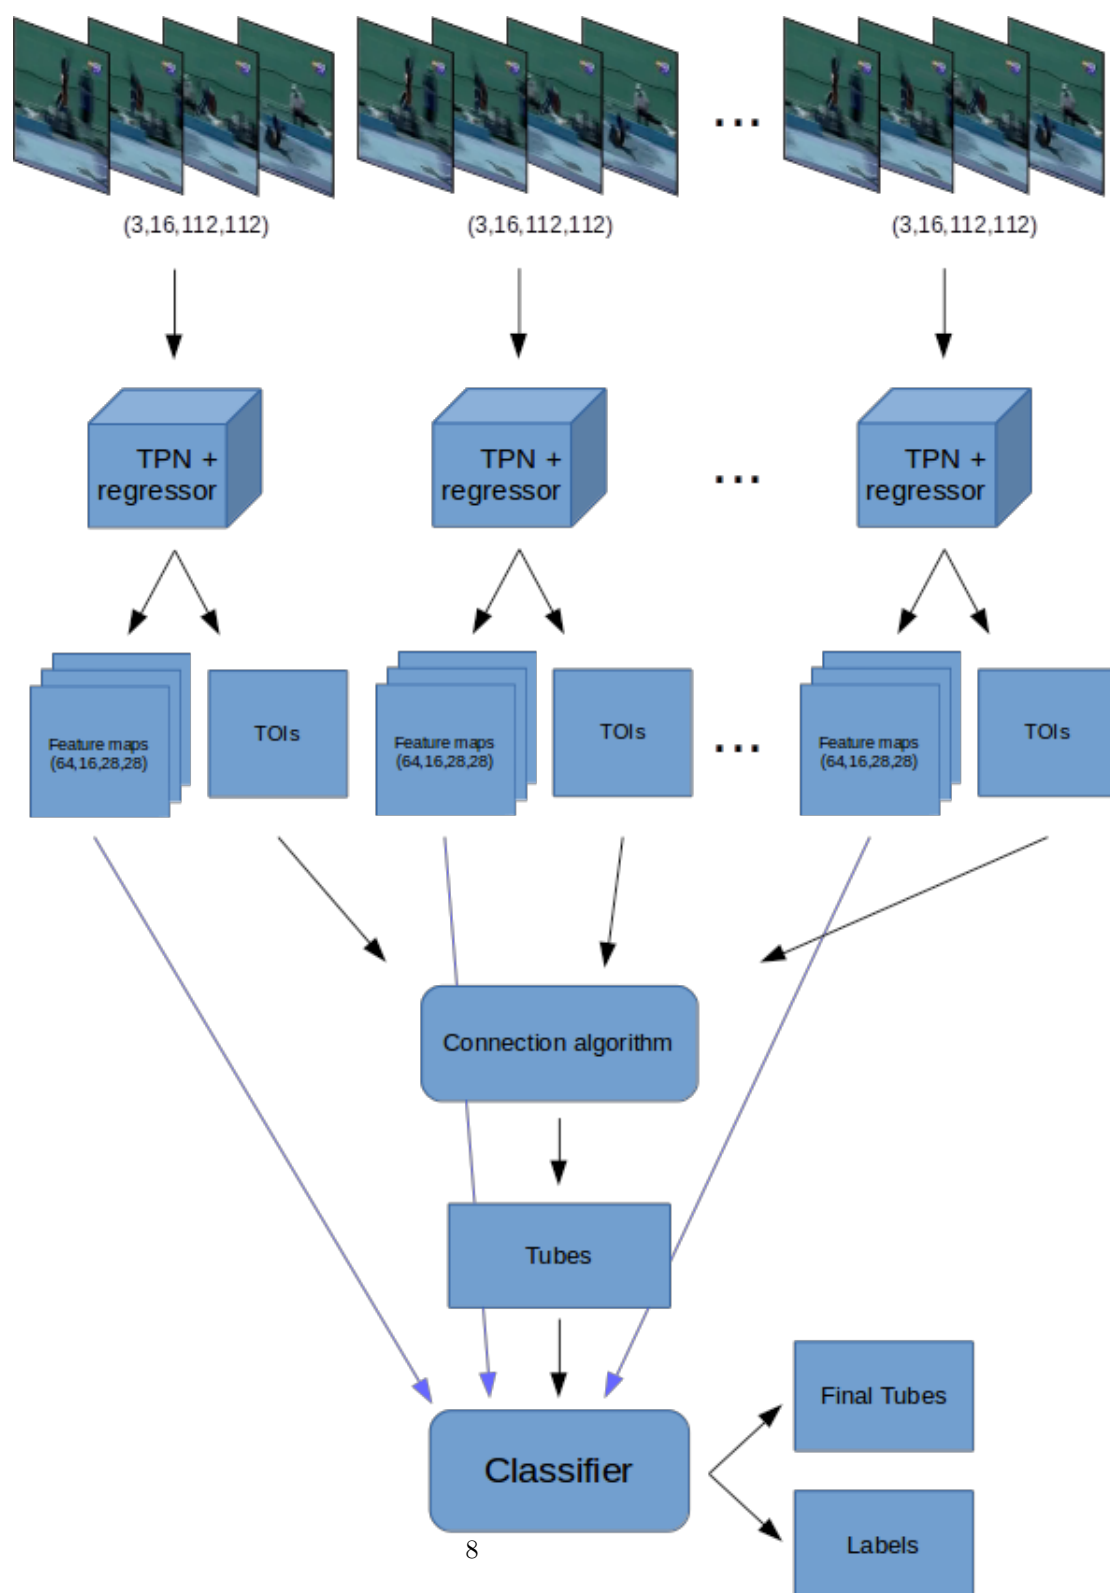 (3,16,112,112)
(3,16,112,112)
(3,16,112,112)
...
TPN +
regressor
TPN +
regressor
TPN +
regressor
...
Feature maps
(64,16,28,28)
TOIs
Feature maps
(64,16,28,28)
TOIs
...
Feature maps
(64,16,28,28)
TOIs
Connection algorithm
Tubes
Final Tubes
Classifier
Labels
8